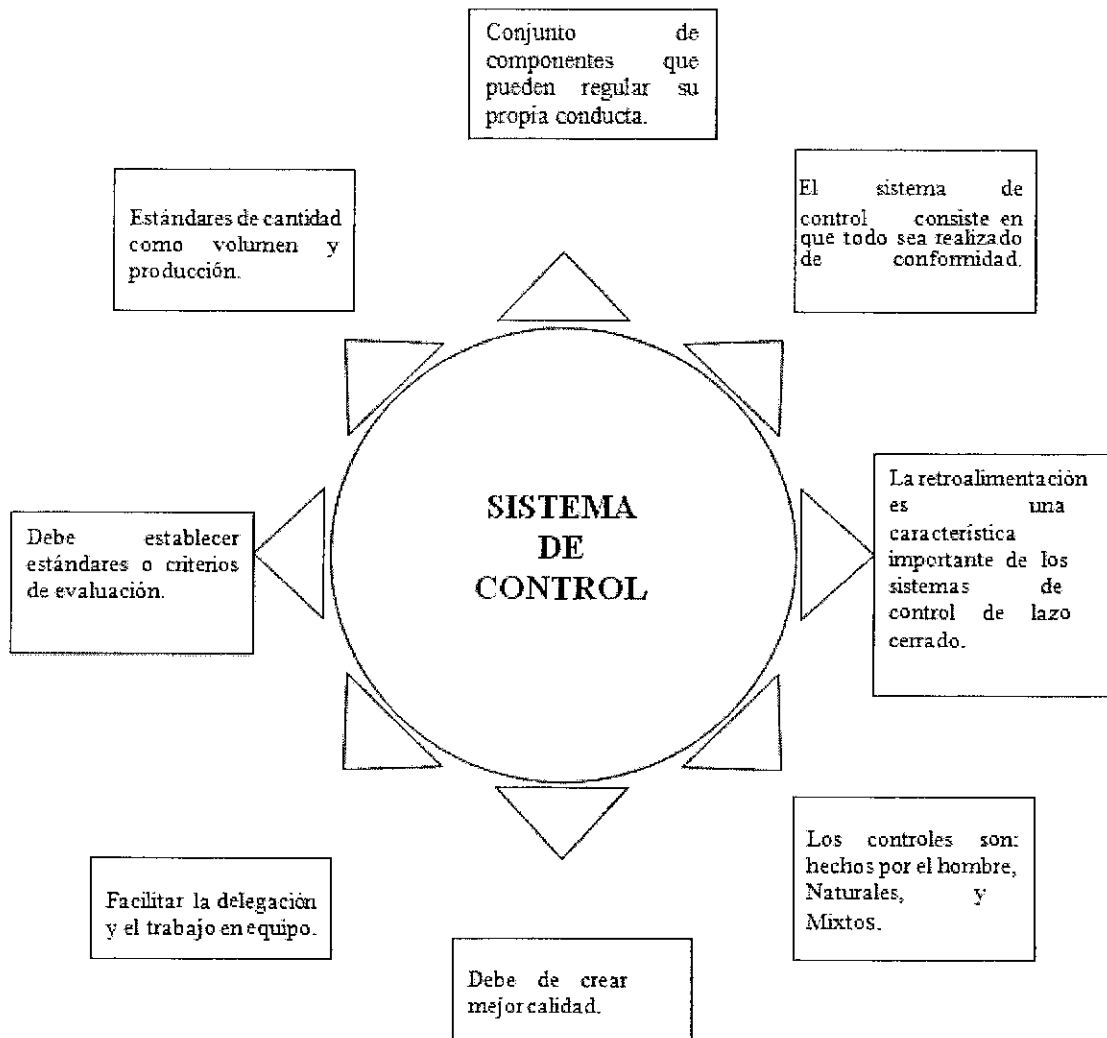 Conjunto de
componentes que
pueden regular su
propia conducta.
Estándares de cantidad
como volumen y
producción.
El sistema de
control consiste en
que todo sea realizado
de conformidad.
SISTEMA
DE
CONTROL
La retroalimentación
es una
característica
importante de los
sistemas de
control de lazo
cerrado.
Debe establecer
estándares o criterios
de evaluación.
Los controles son:
hechos por el hombre,
Naturales, y
Mixtos.
Facilitar la delegación
y el trabajo en equipo.
Debe de crear
mejor calidad.